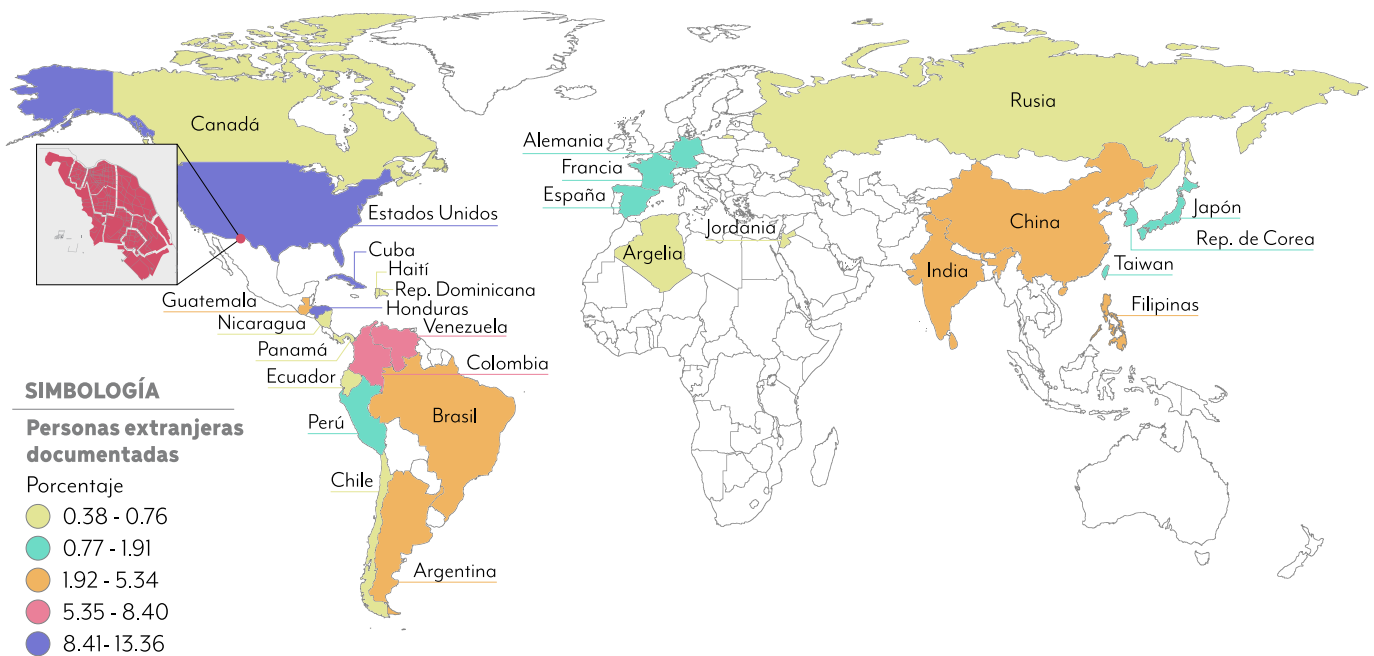 Canadá
Rusia
Alemania
Francia
España
Estados Unidos
Jordania
Argelia
China
Japón
Rep. de Corea
India
Taiwan
Filipinas
Cuba
Haití
Rep. Dominicana
Guatemala
Honduras
Nicaragua
Venezuela
Panamá
Colombia
Ecuador
Perú
Brasil
Chile
Argentina
SIMBOLOGÍA
Personas extranjeras
documentadas
Porcentaje
0.38 - 0.76
0.77 - 1.91
1.92 - 5.34
5.35 - 8.40
8.41- 13.36